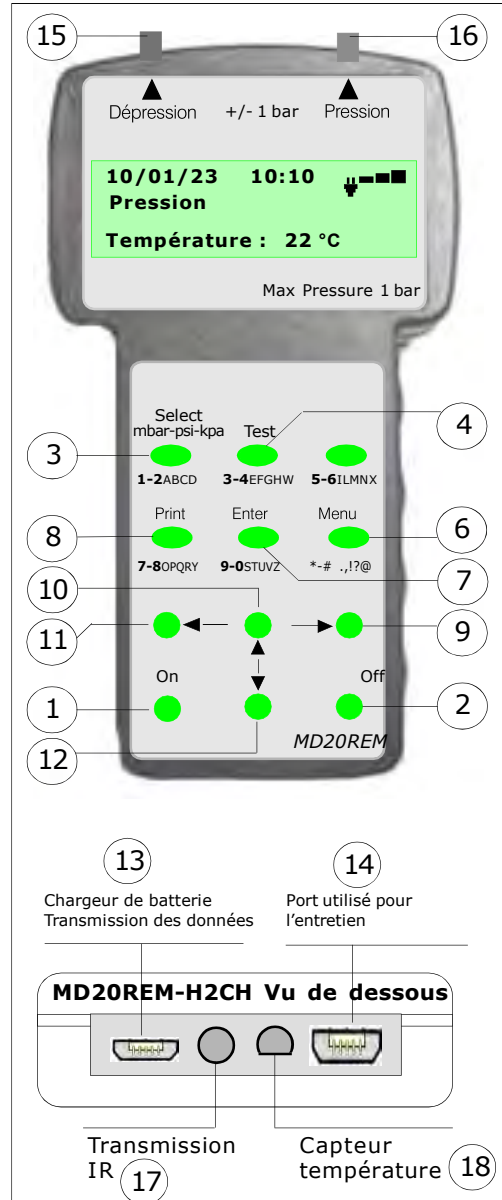 15 16
Dépression +/- 1 bar Pression
10/01/23 10:10
Pression
Température : 22 °C
Max Pressure 1 bar
Select
mbar-psi-kpa Test
4
3
1-2ABCD 3-4EFGHW 5-6ILMNX
Print Enter Menu
8 6
7-8OPQRY 9-0STUVZ *-# .,!?@
7
10
11 9
On Off
1 2
12
MD20REM
13 14
Chargeur de batterie Port utilisé pour
Transmission des données l'entretien
MD20REM-H2CH Vu de dessous
Transmission Capteur
IR 17 température 18